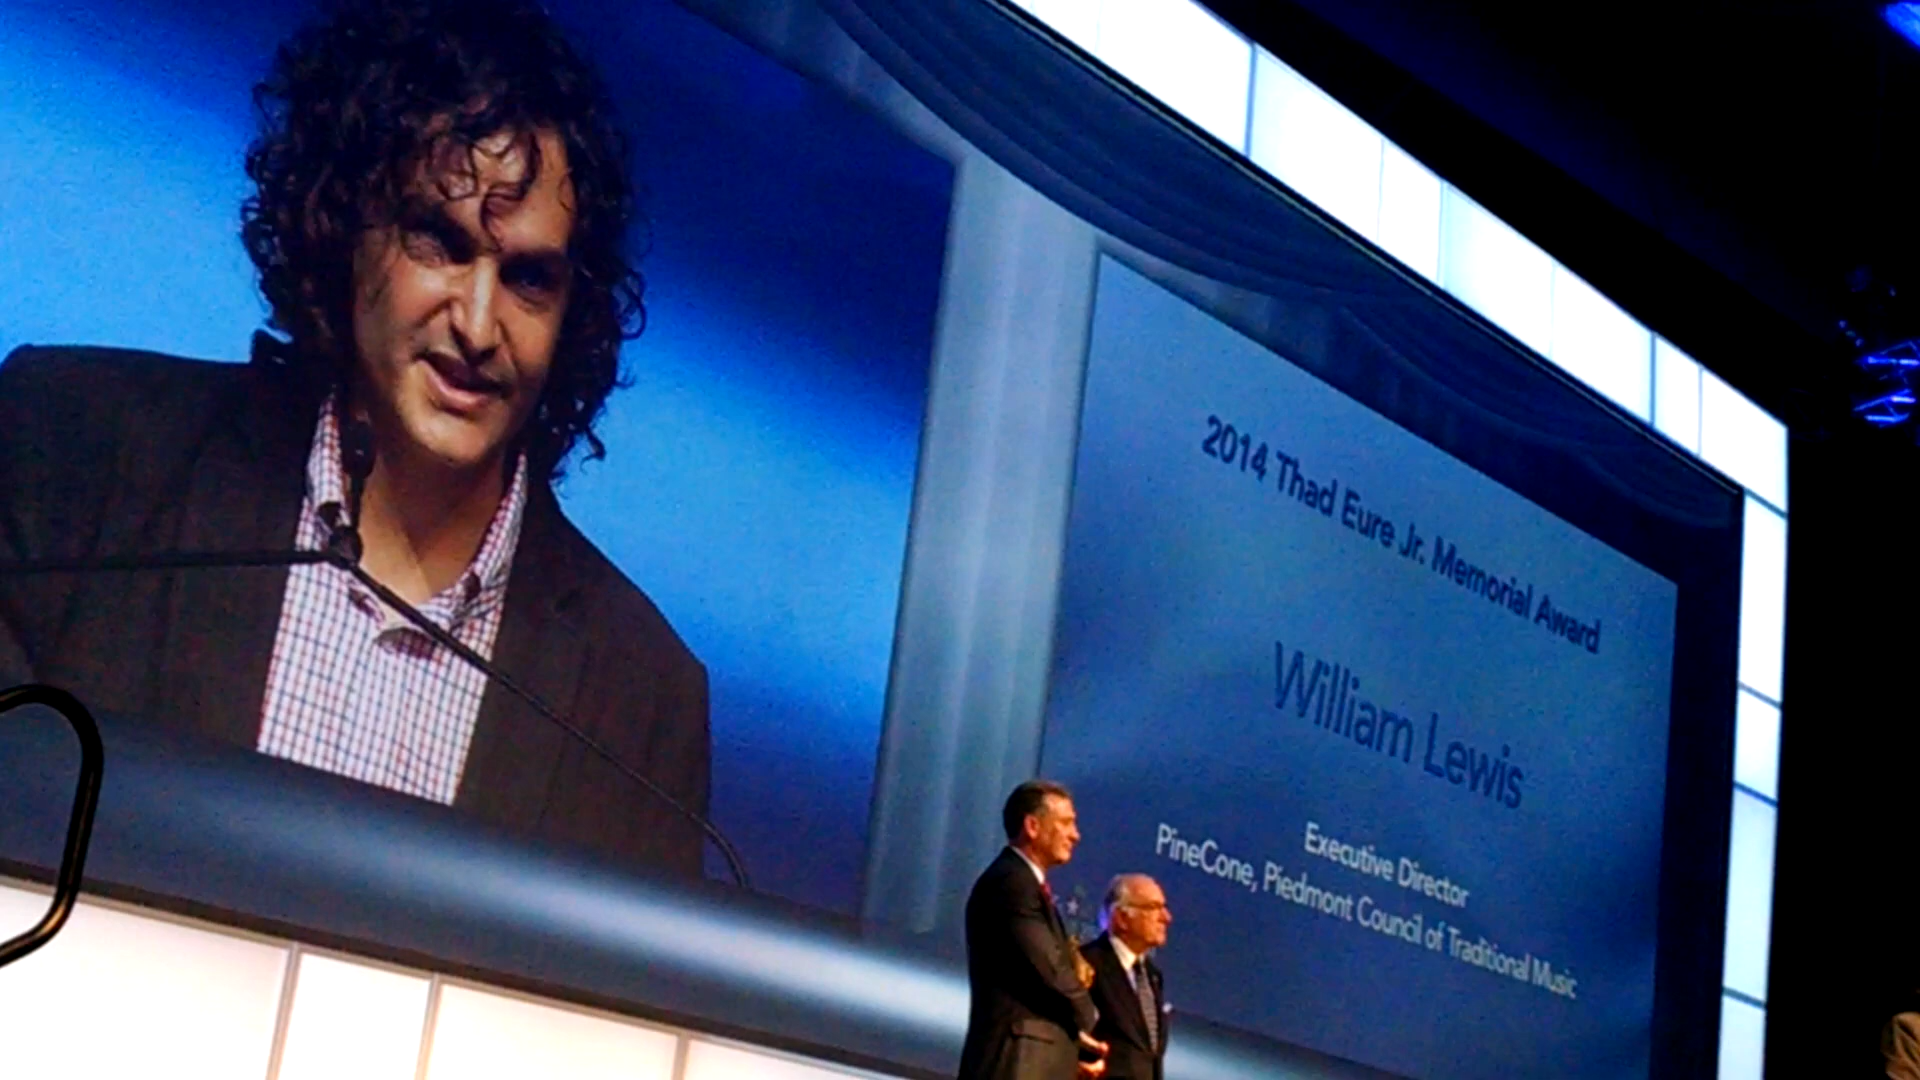 2014 Thad Eure Jr. Memorial Award
William Lewis
Executive Director
PineCone, Piedmont Council of Traditional Music